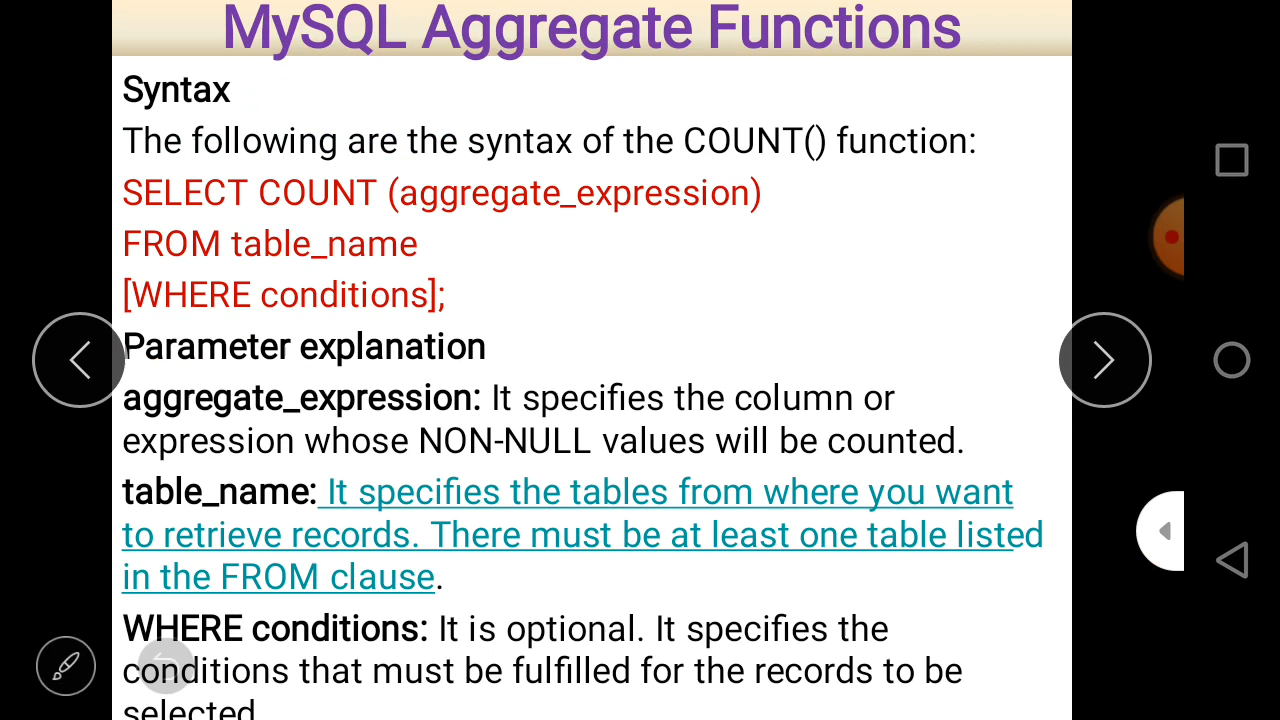 MySQL Aggregate Functions
Syntax
The following are the syntax of the COUNT() function:
SELECT COUNT (aggregate_expression)
FROM table_name
[WHERE conditions];
Parameter explanation
aggregate_expression: It specifies the column or
expression whose NON-NULL values will be counted.
table_name: It specifies the tables from where you want
to retrieve records. There must be at least one table listed
in the FROM clause.
WHERE conditions: It is optional. It specifies the
conditions that must be fulfilled for the records to be
selected